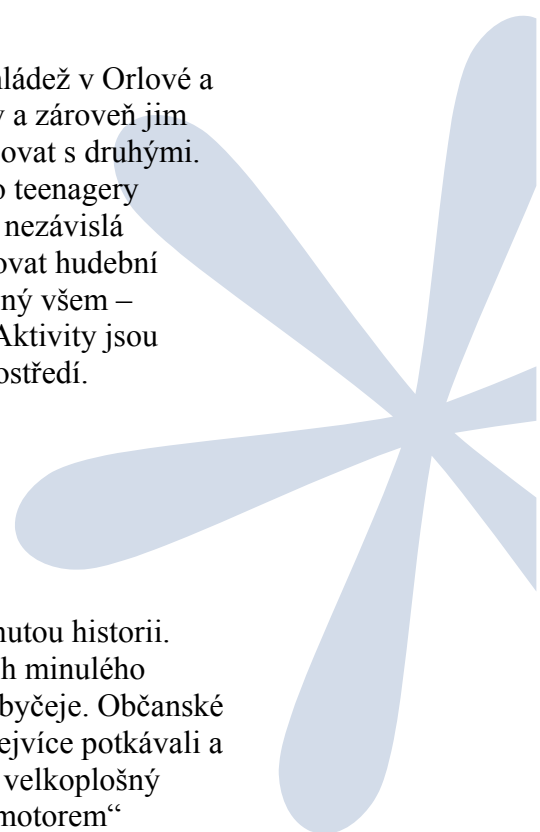 mládež v Orlové a
a zároveň jim
ovat s druhými.
teenagery
nezávislá
ovat hudební
ný všem –
Aktivity jsou
ostředí.
nutou historii.
h minulého
byčeje. Občanské
ejvíce potkávali a
velkoplošný
motorem“